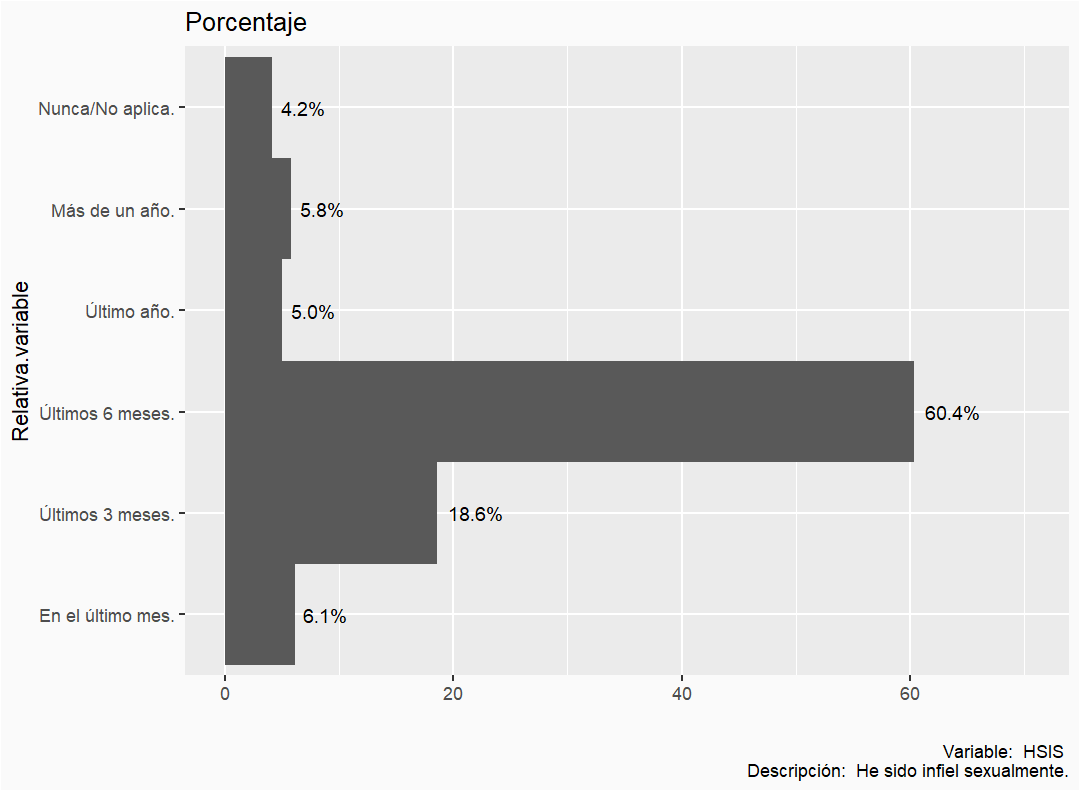 Porcentaje
Relativa.variable
Nunca/No aplica.
4.2%
Más de un año.
5.8%
Último año.
5.0%
Últimos 6 meses.
60.4%
Últimos 3 meses.
18.6%
En el último mes.
6.1%
0 20 40 60
Variable:  HSIS
Descripción:  He sido infiel sexualmente.